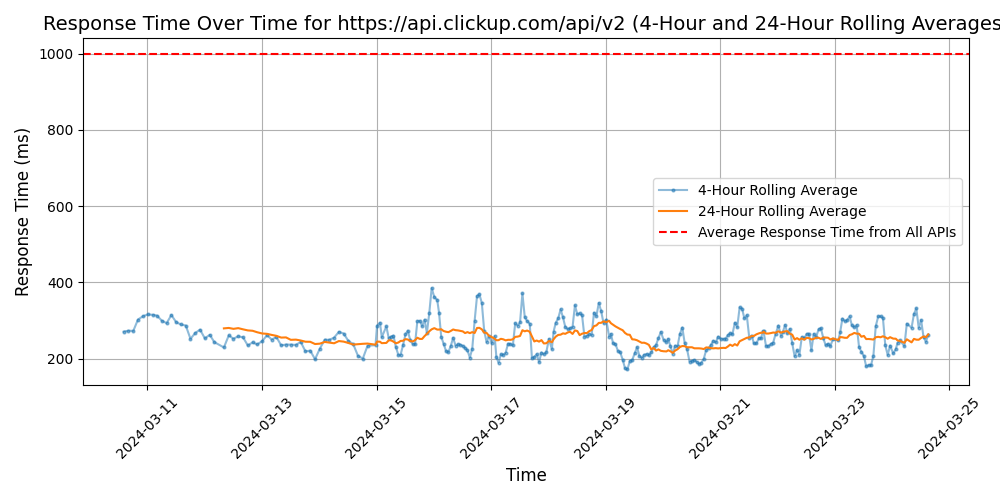 Response Time Over Time for https://api.clickup.com/api/v2 (4-Hour and 24-Hour Rolling Averages
Response Time (ms)
1000
800
600
400
200
4-Hour Rolling Average
24-Hour Rolling Average
Average Response Time from All APIs
2024-03-11
2024-03-13
2024-03-15
2024-03-17
2024-03-19
2024-03-21
2024-03-23
2024-03-25
Time